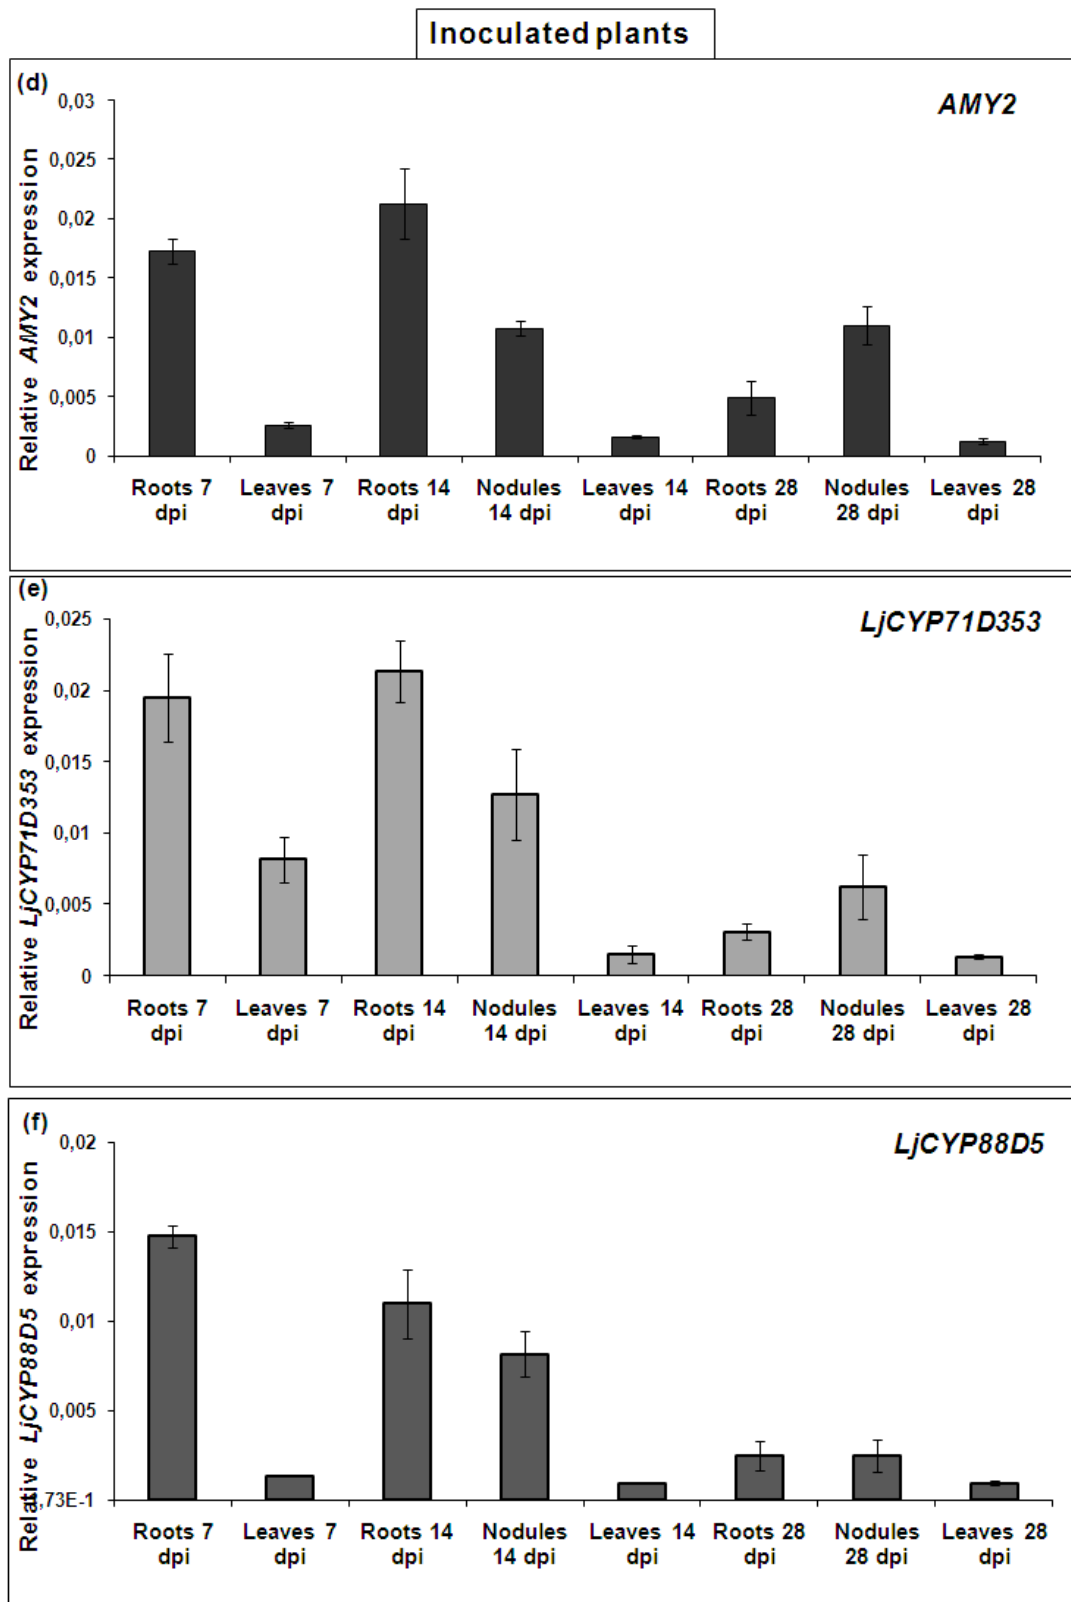 Inoculated plants
(d)
AMY2
Relative AMY2 expression
0,03
0,025
0,02
0,015
0,01
0,005
0
Roots 7 Leaves 7 Roots 14 Nodules Leaves 14 Roots 28 Nodules Leaves 28
dpi dpi dpi 14 dpi dpi dpi 28 dpi dpi
(e)
LjCYP71D353
Relative LjCYP71D353 expression
0,025
0,02
0,015
0,01
0,005
0
Roots 7 Leaves 7 Roots 14 Nodules Leaves 14 Roots 28 Nodules Leaves 28
dpi dpi dpi 14 dpi dpi dpi 28 dpi dpi
(f)
LjCYP88D5
Relative LjCYP88D5 expression
0,02
0,015
0,01
0,005
,73E-1
Roots 7 Leaves 7 Roots 14 Nodules Leaves 14 Roots 28 Nodules Leaves 28
dpi dpi dpi 14 dpi dpi dpi 28 dpi dpi